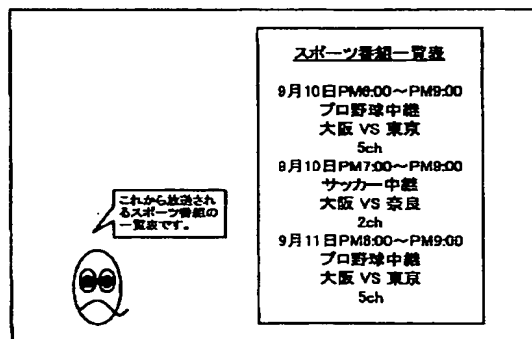 スポーツ番組一覧表
9月10日PM6:00～PM9:00
プロ野球中継
大阪 VS 東京
5ch
9月10日PM7:00～PM9:00
サッカー中継
大阪 VS 奈良
2ch
9月11日PM6:00～PM9:00
プロ野球中継
大阪 VS 東京
5ch
これから放送され
るスポーツ番組の
一覧表です。